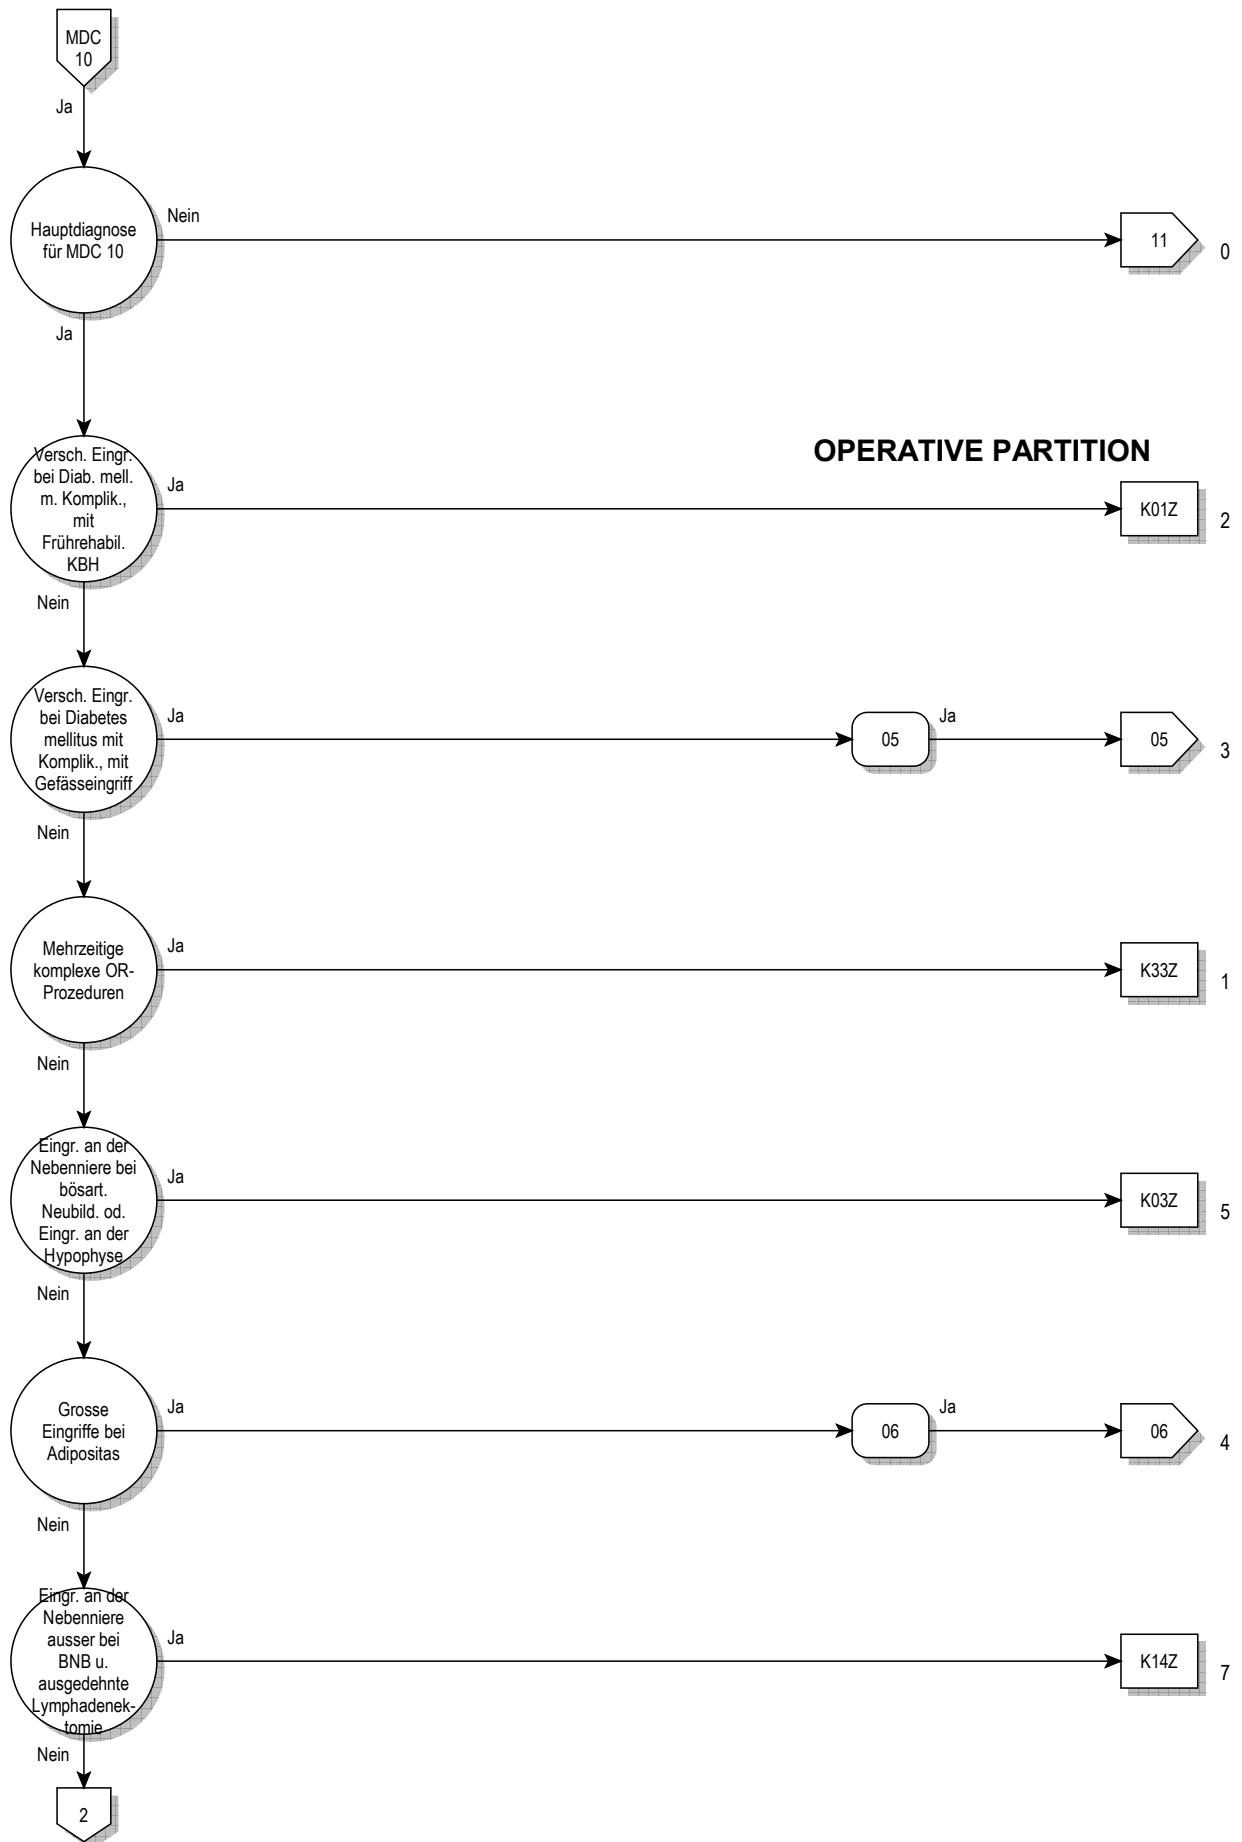 MDC
10
Ja
Hauptdiagnose
für MDC 10
Nein
11
0
Ja
OPERATIVE PARTITION
Versch. Eingr.
bei Diab. mell.
m. Komplik.,
mit
Frührehabil.
KBH
Ja
K01Z
2
Nein
Versch. Eingr.
bei Diabetes
mellitus mit
Komplik., mit
Gefässeingriff
Ja
05
Ja
05
3
Nein
Mehrzeitige
komplexe OR-
Prozeduren
Ja
K33Z
1
Nein
Eingr. an der
Nebenniere bei
bösart.
Neubild. od.
Eingr. an der
Hypophyse
Ja
K03Z
5
Nein
Grosse
Eingriffe bei
Adipositas
Ja
06
Ja
06
4
Nein
Eingr. an der
Nebenniere
ausser bei
BNB u.
ausgedehnte
Lymphadenek-
tomie
Ja
K14Z
7
Nein
2